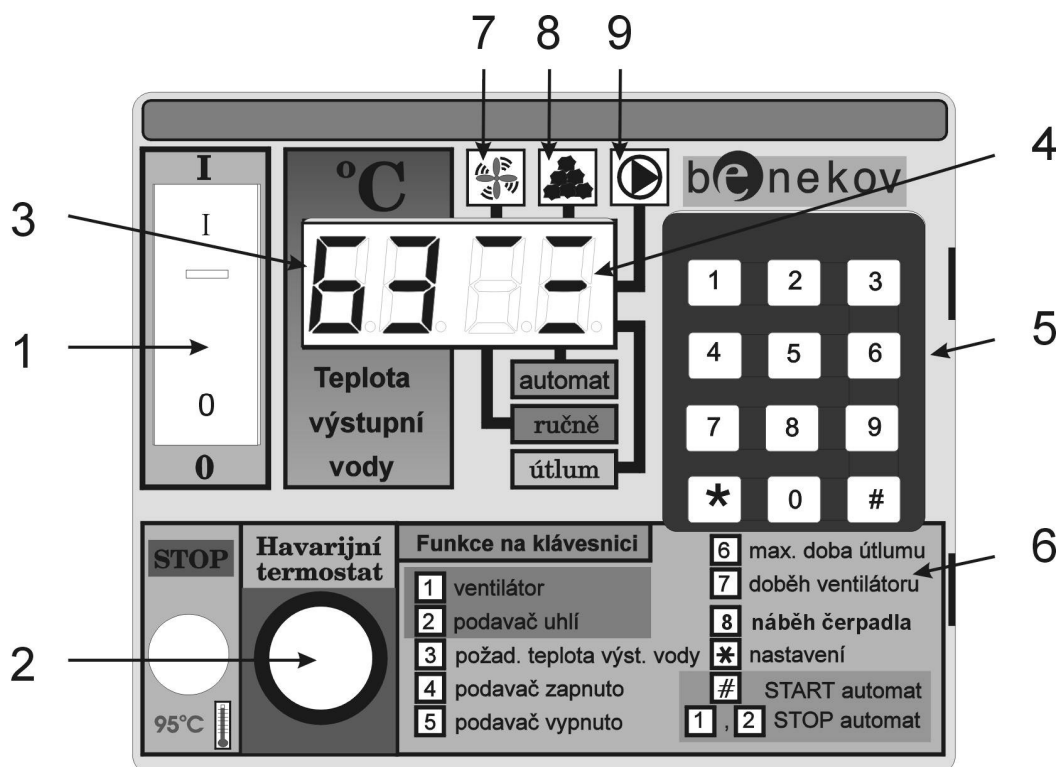 7 8 9
4
3
1
5
6
2
I
I
0
0
°C
benekov
63
Teplota
výstupní
vody
automat
ručně
útlum
1 2 3
4 5 6
7 8 9
* 0 #
STOP
95°C
Havarijní
termostat
Funkce na klávesnici
1 ventilátor
2 podavač uhlí
3 požad. teplota výst. vody
4 podavač zapnuto
5 podavač vypnuto
6 max. doba útlumu
7 doběh ventilátoru
8 náběh čerpadla
* nastavení
# START automat
1 , 2 STOP automat